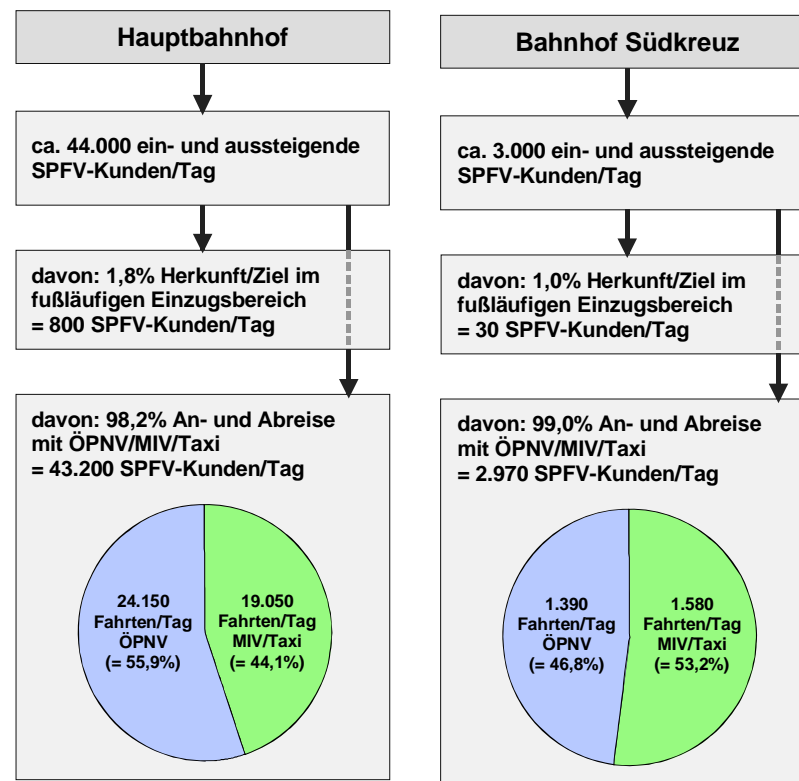 Hauptbahnhof
ca. 44.000 ein- und aussteigende
SPFV-Kunden/Tag
davon: 1,8% Herkunft/Ziel im
fußläufigen Einzugsbereich
= 800 SPFV-Kunden/Tag
davon: 98,2% An- und Abreise
mit ÖPNV/MIV/Taxi
= 43.200 SPFV-Kunden/Tag
24.150
Fahrten/Tag
ÖPNV
(= 55,9%)
19.050
Fahrten/Tag
MIV/Taxi
(= 44,1%)
Bahnhof Südkreuz
ca. 3.000 ein- und aussteigende
SPFV-Kunden/Tag
davon: 1,0% Herkunft/Ziel im
fußläufigen Einzugsbereich
= 30 SPFV-Kunden/Tag
davon: 99,0% An- und Abreise
mit ÖPNV/MIV/Taxi
= 2.970 SPFV-Kunden/Tag
1.390
Fahrten/Tag
ÖPNV
(= 46,8%)
1.580
Fahrten/Tag
MIV/Taxi
(= 53,2%)